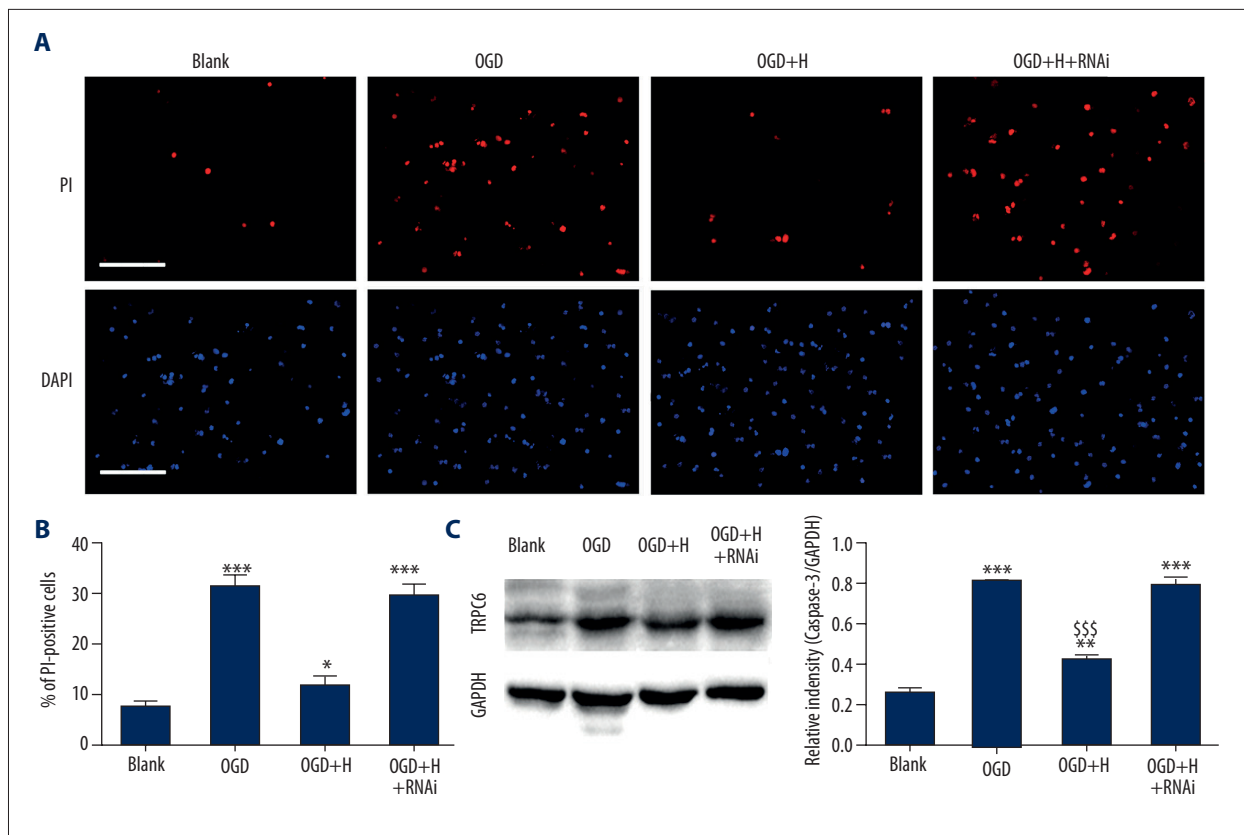 A
Blank OGD OGD+H OGD+H+RNAi
PI
DAPI
B
% of PI-positive cells
40
30
20
10
0
***
*
***
Blank OGD OGD+H OGD+H
+RNAi
C
Blank OGD OGD+H OGD+H
+RNAi
TRPC6
GAPDH
Relative indensity (Caspase-3/GAPDH)
1.0
0.8
0.6
0.4
0.2
0.0
***
$$$
**
***
Blank OGD OGD+H OGD+H
+RNAi